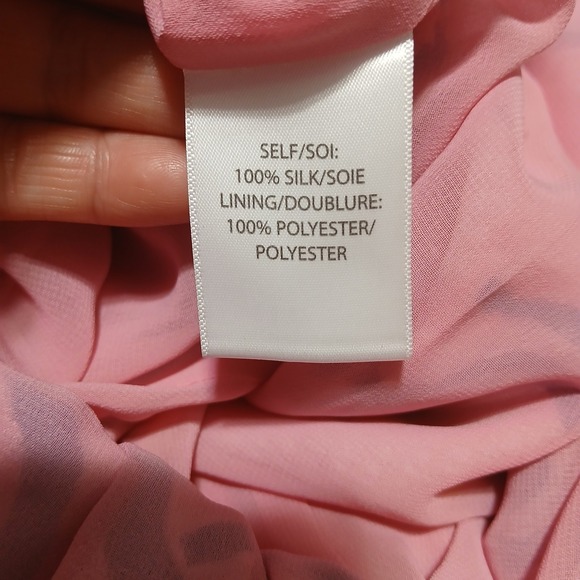 SELF/SOI:
100% SILK/SOIE
LINING/DOUBLURE:
100% POLYESTER/
POLYESTER